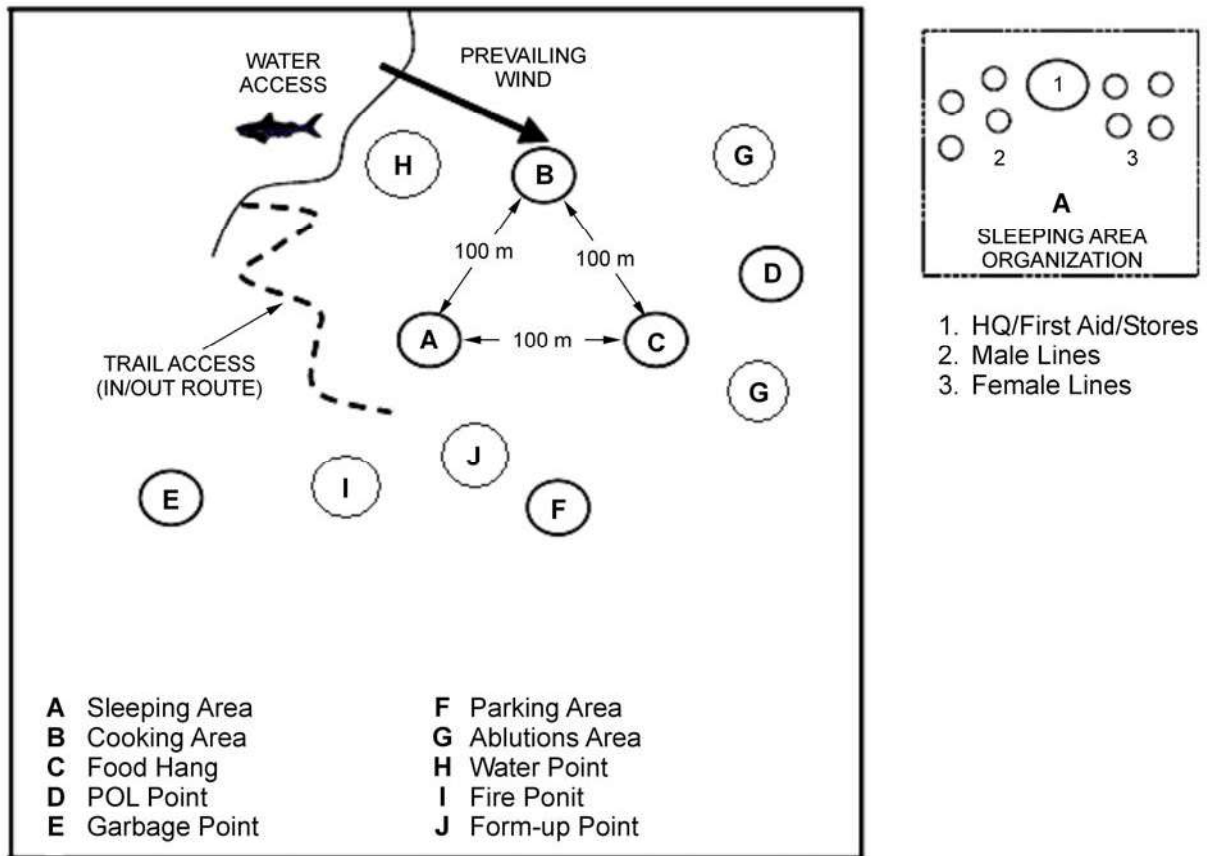 WATER
ACCESS
PREVAILING
WIND
H
B
G
100 m
100 m
D
A
100 m
C
TRAIL ACCESS
(IN/OUT ROUTE)
G
J
E
I
F
A Sleeping Area
B Cooking Area
C Food Hang
D POL Point
E Garbage Point
F Parking Area
G Ablutions Area
H Water Point
I Fire Ponit
J Form-up Point
1
2
3
A
SLEEPING AREA
ORGANIZATION
1. HQ/First Aid/Stores
2. Male Lines
3. Female Lines